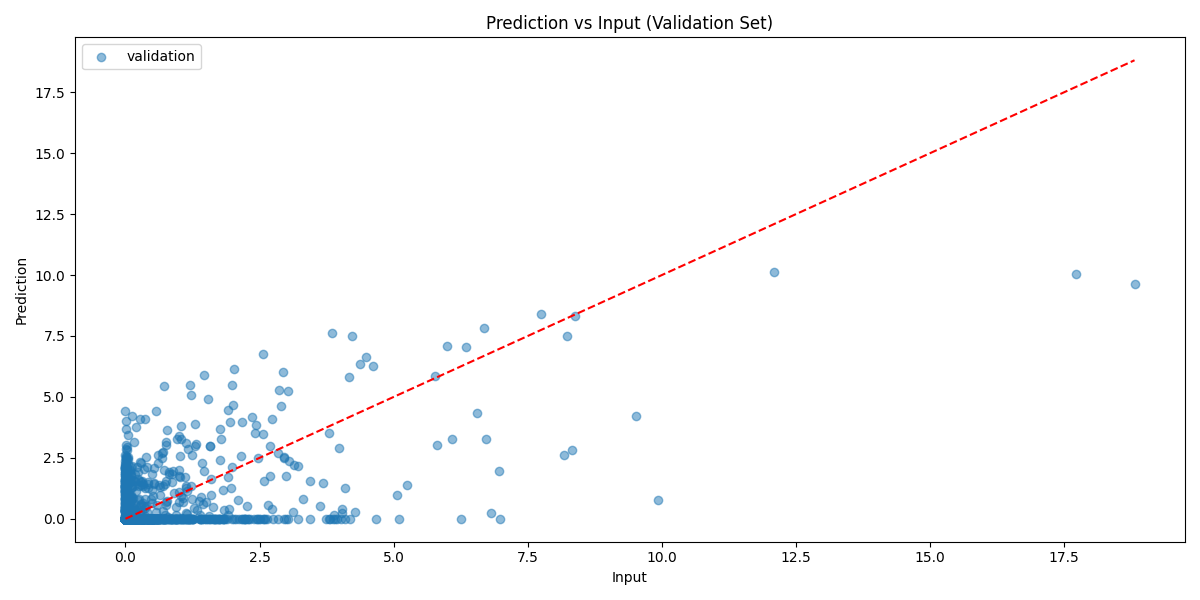 Prediction vs Input (Validation Set)
validation
17.5
15.0
12.5
10.0
7.5
5.0
2.5
0.0
Prediction
0.0 2.5 5.0 7.5 10.0 12.5 15.0 17.5
Input